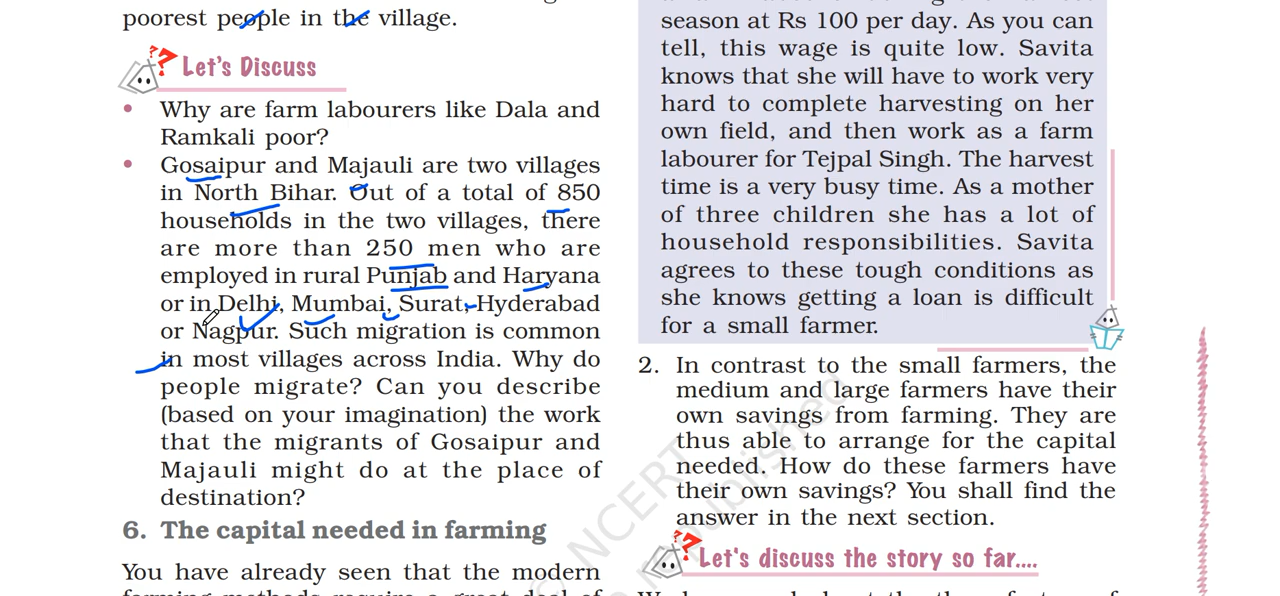 poorest people in the village.
Let's Discuss
• Why are farm labourers like Dala and
Ramkali poor?
• Gosaipur and Majauli are two villages
in North Bihar. Out of a total of 850
households in the two villages, there
are more than 250 men who are
employed in rural Punjab and Haryana
or in Delhi, Mumbai, Surat, Hyderabad
or Nagpur. Such migration is common
in most villages across India. Why do
people migrate? Can you describe
(based on your imagination) the work
that the migrants of Gosaipur and
Majauli might do at the place of
destination?
6. The capital needed in farming
You have already seen that the modern
farming methods require a great deal of
season at Rs 100 per day. As you can
tell, this wage is quite low. Savita
knows that she will have to work very
hard to complete harvesting on her
own field, and then work as a farm
labourer for Tejpal Singh. The harvest
time is a very busy time. As a mother
of three children she has a lot of
household responsibilities. Savita
agrees to these tough conditions as
she knows getting a loan is difficult
for a small farmer.
2. In contrast to the small farmers, the
medium and large farmers have their
own savings from farming. They are
thus able to arrange for the capital
needed. How do these farmers have
their own savings? You shall find the
answer in the next section.
Let's discuss the story so far....
© NCERT